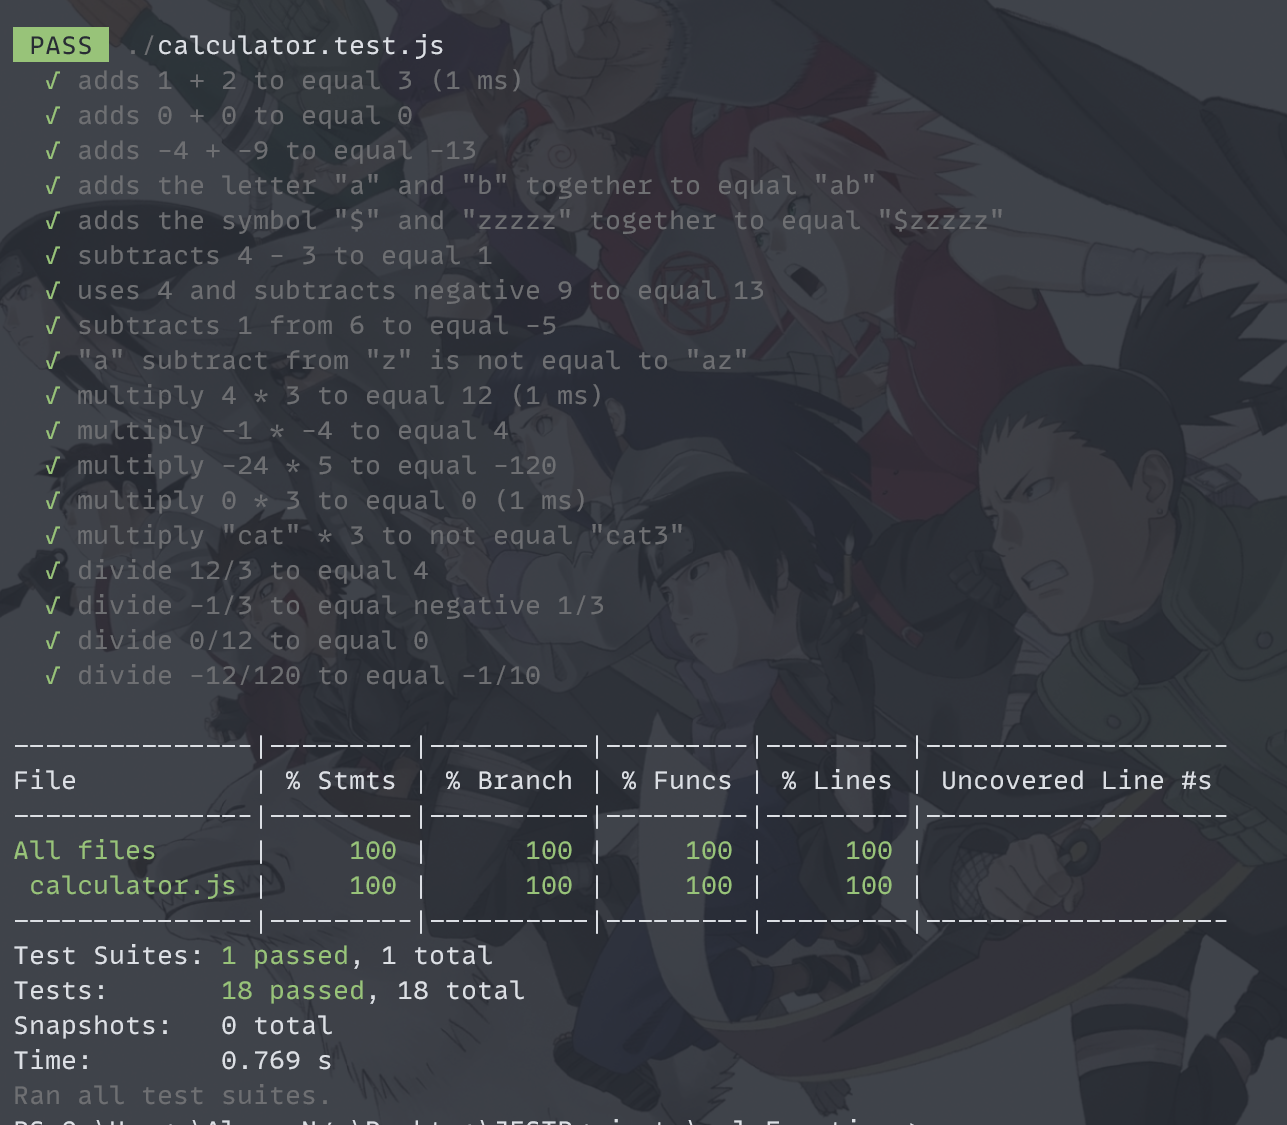 PASS ./calculator.test.js
√ adds 1 + 2 to equal 3 (1 ms)
√ adds 0 + 0 to equal 0
√ adds -4 + -9 to equal -13
√ adds the letter "a" and "b" together to equal "ab"
√ adds the symbol "$" and "zzzzz" together to equal "$zzzzz"
√ subtracts 4 - 3 to equal 1
√ uses 4 and subtracts negative 9 to equal 13
√ subtracts 1 from 6 to equal -5
√ "a" subtract from "z" is not equal to "az"
√ multiply 4 * 3 to equal 12 (1 ms)
√ multiply -1 * -4 to equal 4
√ multiply -24 * 5 to equal -120
√ multiply 0 * 3 to equal 0 (1 ms)
√ multiply "cat" * 3 to not equal "cat3"
√ divide 12/3 to equal 4
√ divide -1/3 to equal negative 1/3
√ divide 0/12 to equal 0
√ divide -12/120 to equal -1/10
---------------|---------|----------|---------|---------|-------------------
File | % Stmts | % Branch | % Funcs | % Lines | Uncovered Line #s
---------------|---------|----------|---------|---------|-------------------
All files | 100 | 100 | 100 | 100 |
calculator.js | 100 | 100 | 100 | 100 |
---------------|---------|----------|---------|---------|-------------------
Test Suites: 1 passed, 1 total
Tests: 18 passed, 18 total
Snapshots: 0 total
Time: 0.769 s
Ran all test suites.